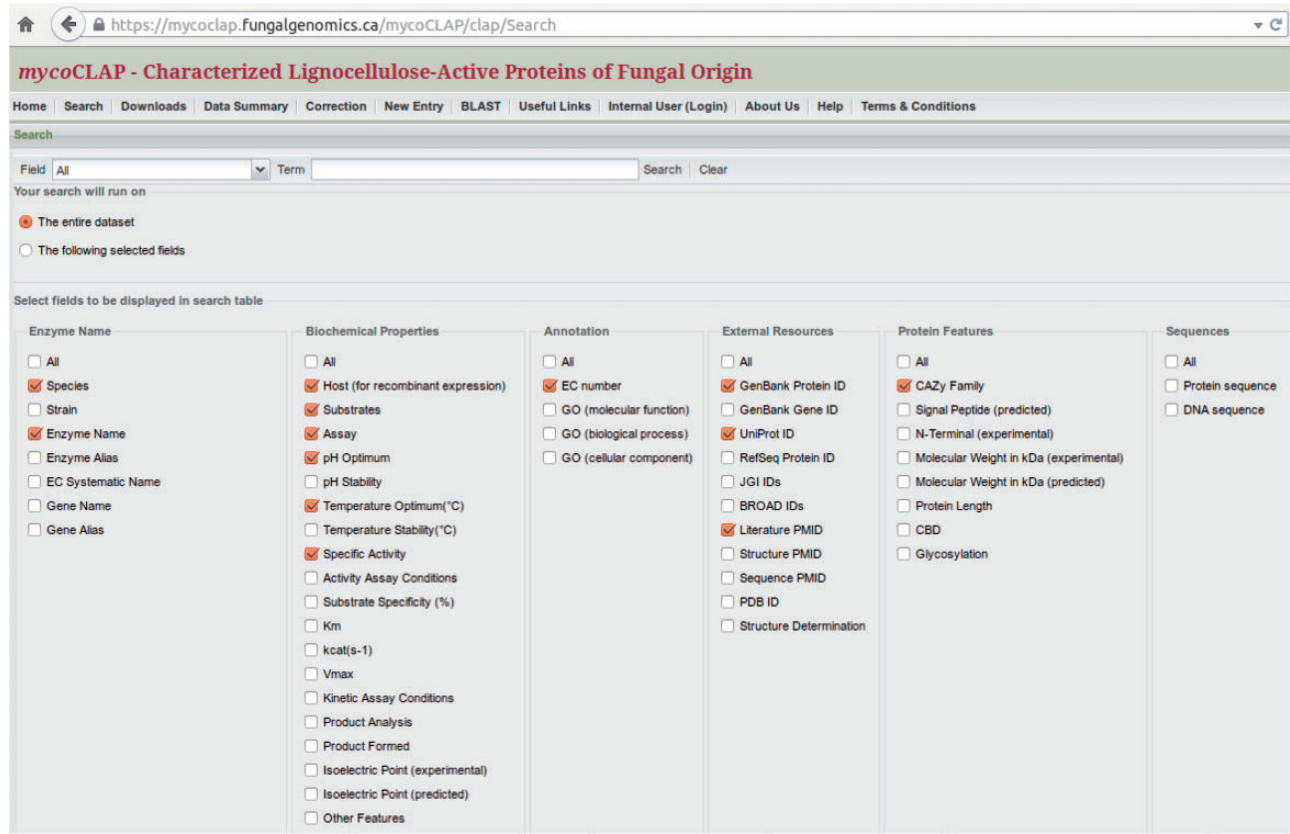 https://mycoclap.fungalgenomics.ca/mycoCLAP/clap/Search
mycoCLAP - Characterized Lignocellulose-Active Proteins of Fungal Origin
Home Search Downloads Data Summary Correction New Entry BLAST Useful Links Internal User (Login) About Us Help Terms & Conditions
Search
Field All Term Search Clear
Your search will run on
The entire dataset
The following selected fields
Select fields to be displayed in search table
Enzyme Name
All
Species
Strain
Enzyme Name
Enzyme Alias
EC Systematic Name
Gene Name
Gene Alias
Biochemical Properties
All
Host (for recombinant expression)
Substrates
Assay
pH Optimum
pH Stability
Temperature Optimum(°C)
Temperature Stability(°C)
Specific Activity
Activity Assay Conditions
Substrate Specificity (%)
Km
kcat(s-1)
Vmax
Kinetic Assay Conditions
Product Analysis
Product Formed
Isoelectric Point (experimental)
Isoelectric Point (predicted)
Other Features
Annotation
All
EC number
GO (molecular function)
GO (biological process)
GO (cellular component)
External Resources
All
GenBank Protein ID
GenBank Gene ID
UniProt ID
RefSeq Protein ID
JGI IDs
BROAD IDs
Literature PMID
Structure PMID
Sequence PMID
PDB ID
Structure Determination
Protein Features
All
CAZy Family
Signal Peptide (predicted)
N-Terminal (experimental)
Molecular Weight in kDa (experimental)
Molecular Weight in kDa (predicted)
Protein Length
CBD
Glycosylation
Sequences
All
Protein sequence
DNA sequence